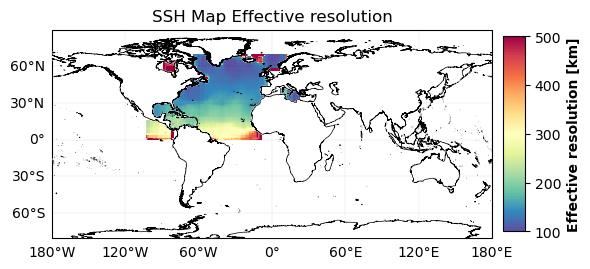 SSH Map Effective resolution
60°N
30°N
0°
30°S
60°S
180°W 120°W 60°W 0° 60°E 120°E 180°E
500
400
300
200
100
Effective resolution [km]